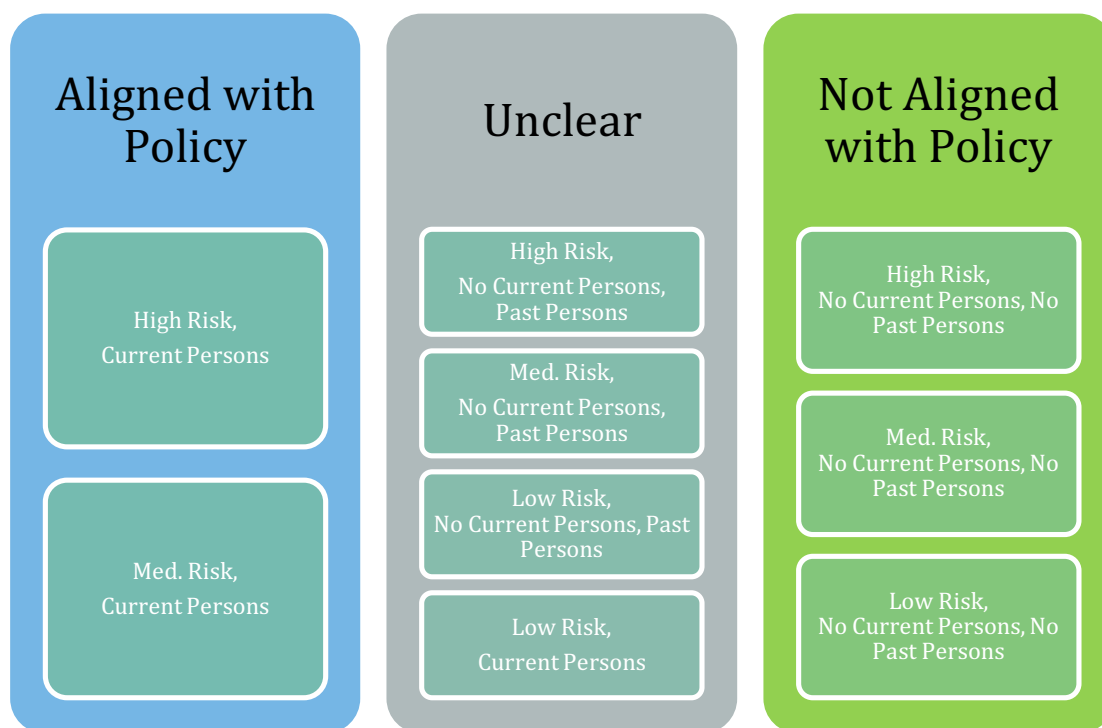 Aligned with
Policy
High Risk,
Current Persons
Med. Risk,
Current Persons
Unclear
High Risk,
No Current Persons,
Past Persons
Med. Risk,
No Current Persons,
Past Persons
Low Risk,
No Current Persons, Past
Persons
Low Risk,
Current Persons
Not Aligned
with Policy
High Risk,
No Current Persons, No
Past Persons
Med. Risk,
No Current Persons, No
Past Persons
Low Risk,
No Current Persons, No
Past Persons